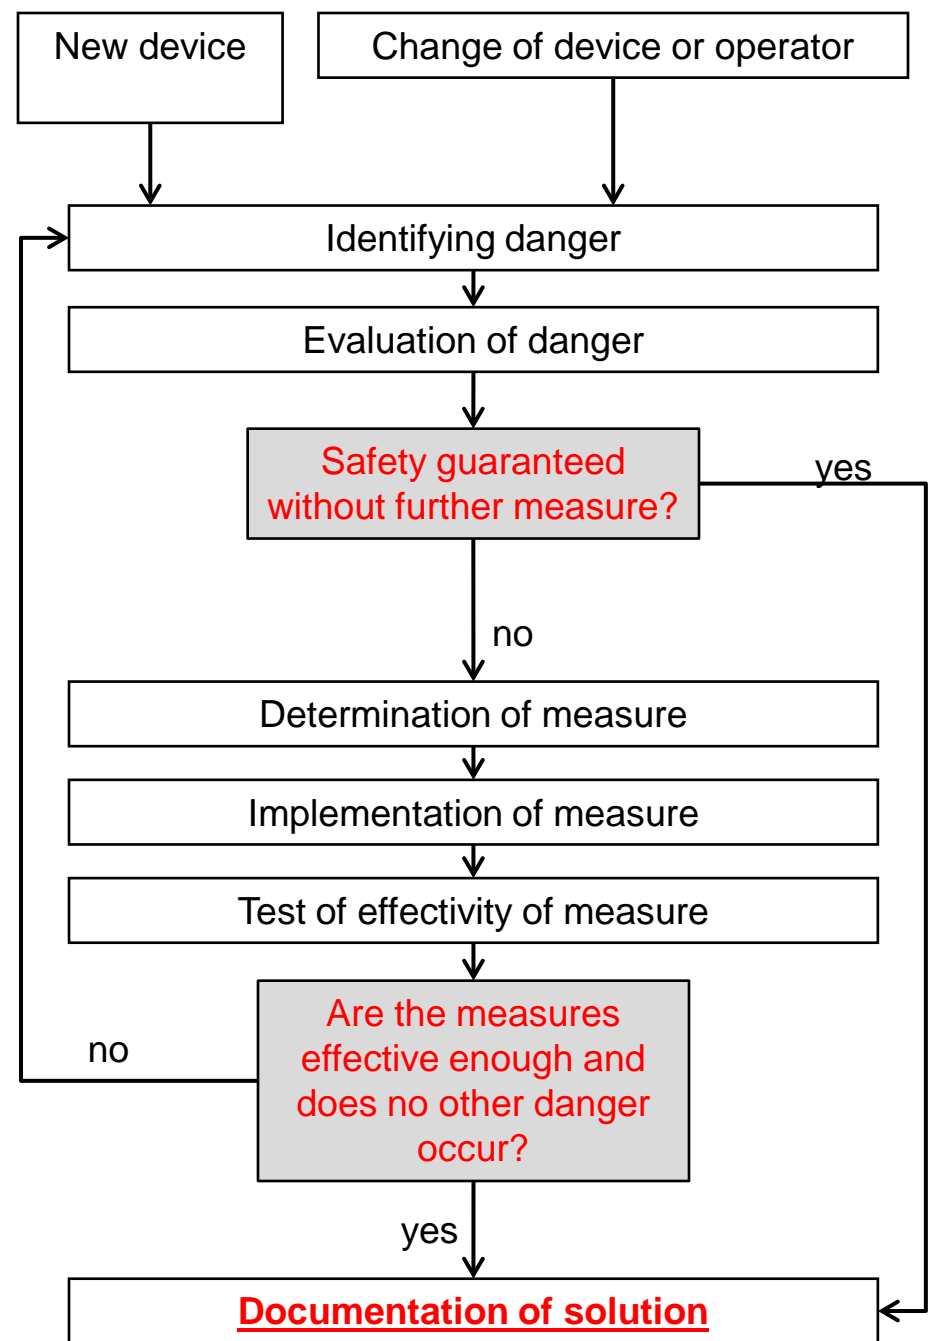 New device
Change of device or operator
Identifying danger
Evaluation of danger
Safety guaranteed
without further measure?
yes
no
Determination of measure
Implementation of measure
Test of effectivity of measure
Are the measures
effective enough and
does no other danger
occur?
no
yes
Documentation of solution